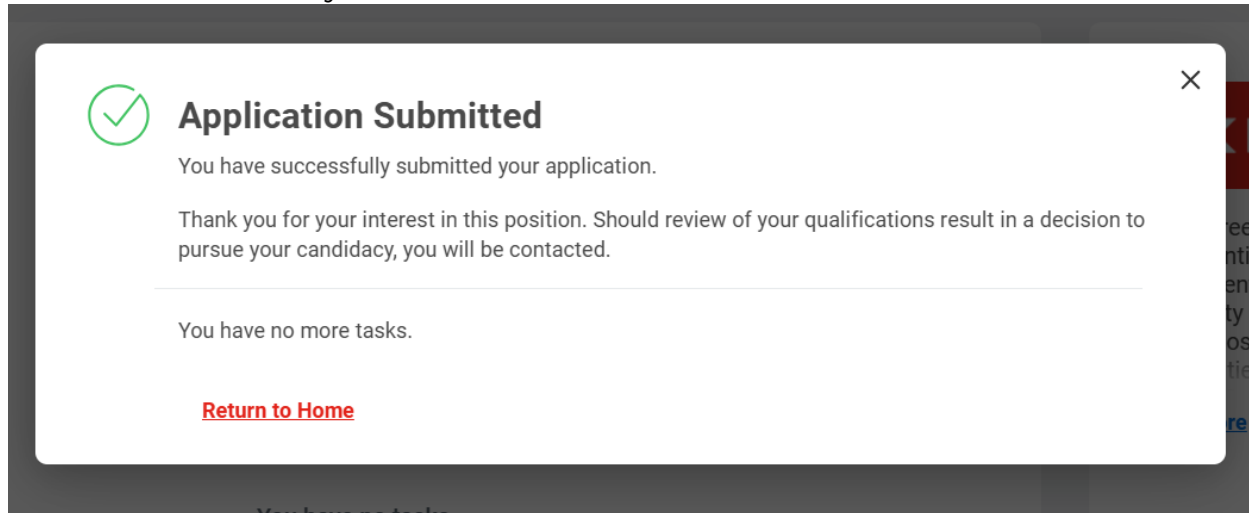 Application Submitted
You have successfully submitted your application.
Thank you for your interest in this position. Should review of your qualifications result in a decision to
pursue your candidacy, you will be contacted.
You have no more tasks.
Return to Home